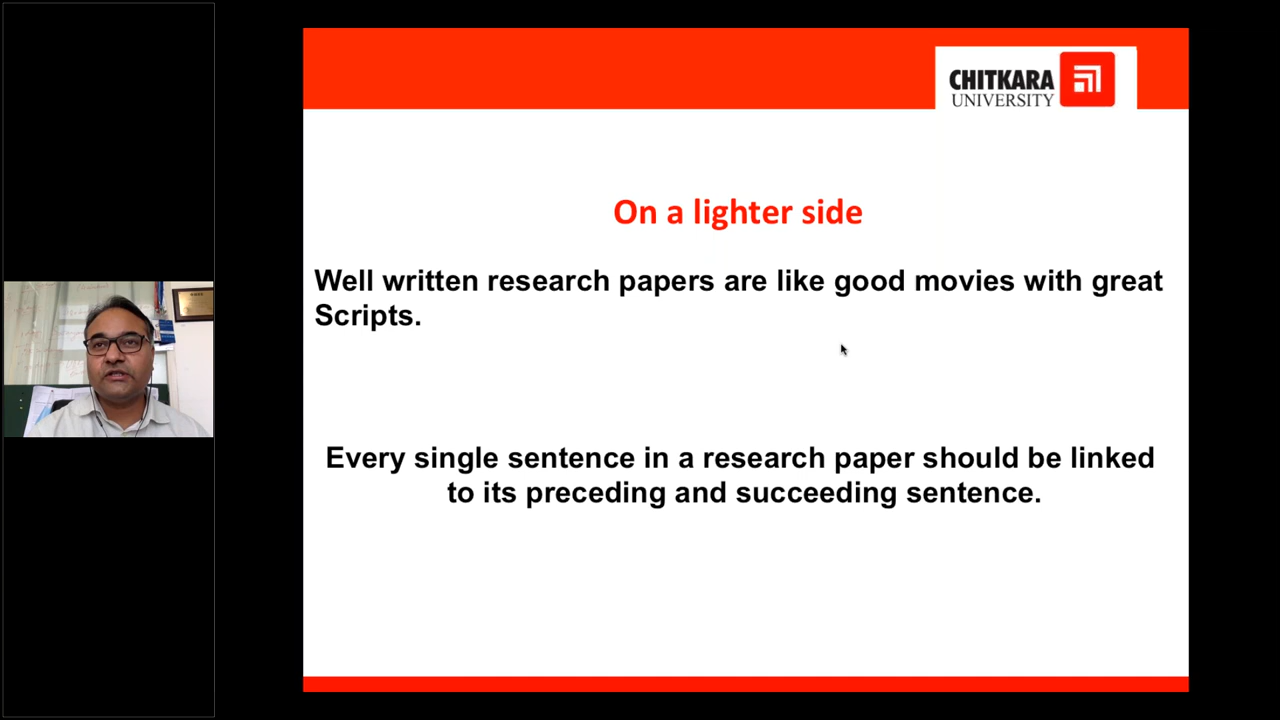 CHITKARA
UNIVERSITY
On a lighter side
Well written research papers are like good movies with great
Scripts.
Every single sentence in a research paper should be linked
to its preceding and succeeding sentence.